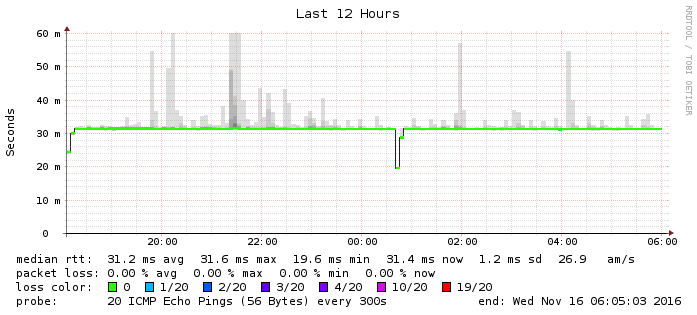 Last 12 Hours
RRDTOOL / TOBI OETIKER
Seconds
60 m
50 m
40 m
30 m
20 m
10 m
0
20:00 22:00 00:00 02:00 04:00 06:00
median rtt: 31.2 ms avg 31.6 ms max 19.6 ms min 31.4 ms now 1.2 ms sd 26.9 am/s
packet loss: 0.00 % avg 0.00 % max 0.00 % min 0.00 % now
loss color: 0 1/20 2/20 3/20 4/20 10/20 19/20
probe: 20 ICMP Echo Pings (56 Bytes) every 300s end: Wed Nov 16 06:05:03 2016